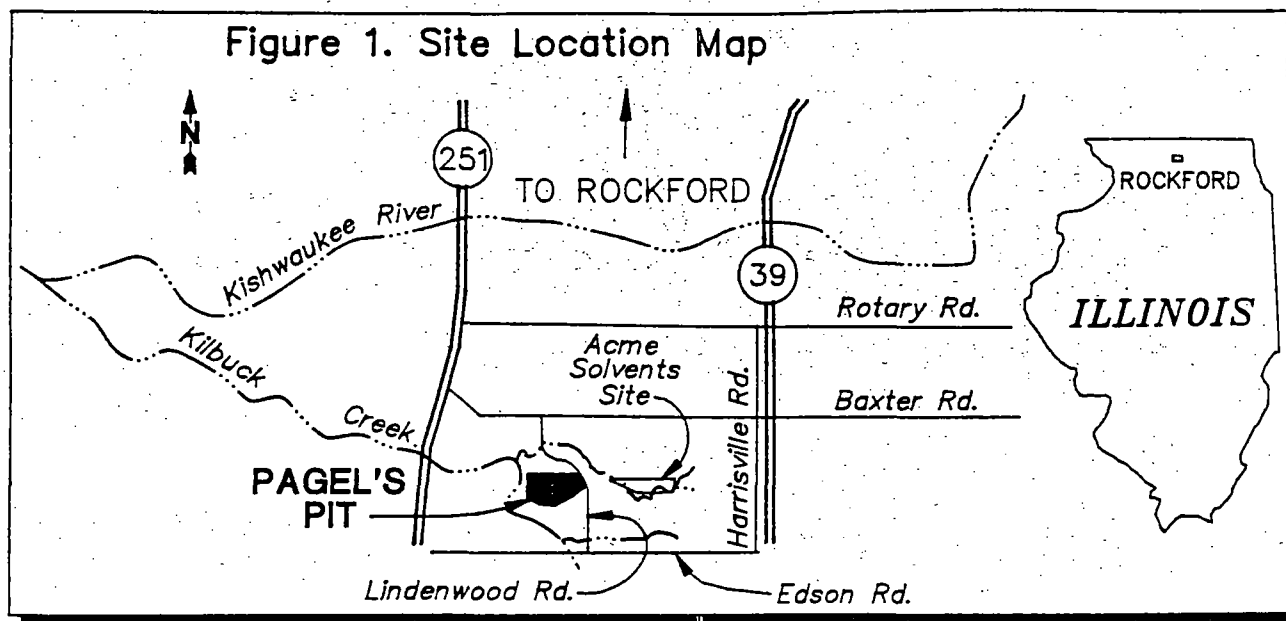 Figure 1. Site Location Map
N
251
TO ROCKFORD
ROCKFORD
Kishwaukee River
39
Rotary Rd.
ILLINOIS
Kilbuck Creek
Acme
Solvents
Site
Harrisville Rd.
Baxter Rd.
PAGEL'S
PIT
Lindenwood Rd.
Edson Rd.